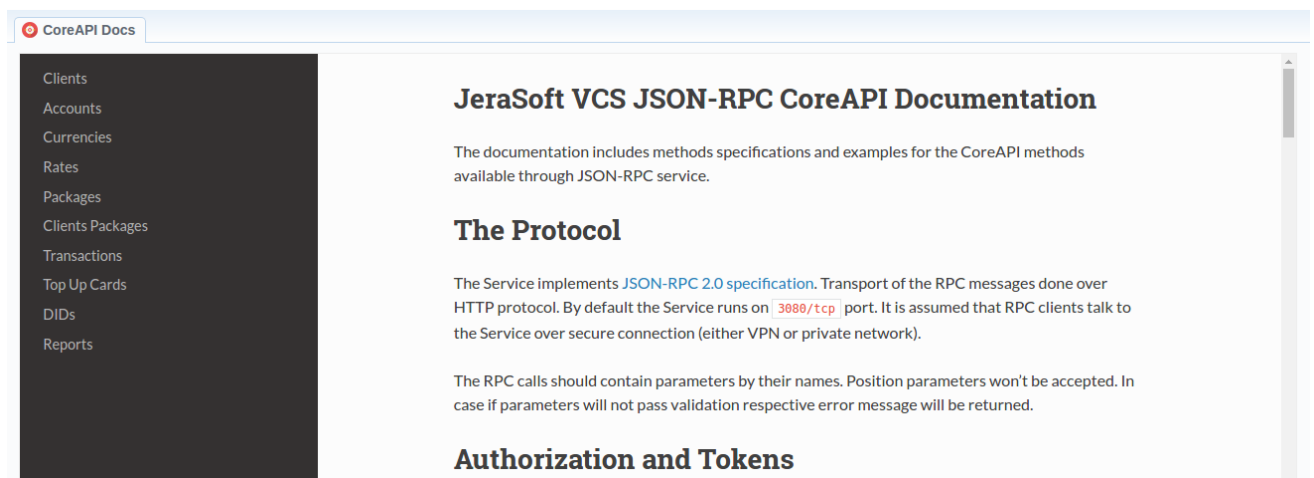 CoreAPI Docs
Clients
Accounts
Currencies
Rates
Packages
Clients Packages
Transactions
Top Up Cards
DIDs
Reports
JeraSoft VCS JSON-RPC CoreAPI Documentation
The documentation includes methods specifications and examples for the CoreAPI methods
available through JSON-RPC service.
The Protocol
The Service implements JSON-RPC 2.0 specification. Transport of the RPC messages done over
HTTP protocol. By default the Service runs on 3080/tcp port. It is assumed that RPC clients talk to
the Service over secure connection (either VPN or private network).
The RPC calls should contain parameters by their names. Position parameters won't be accepted. In
case if parameters will not pass validation respective error message will be returned.
Authorization and Tokens